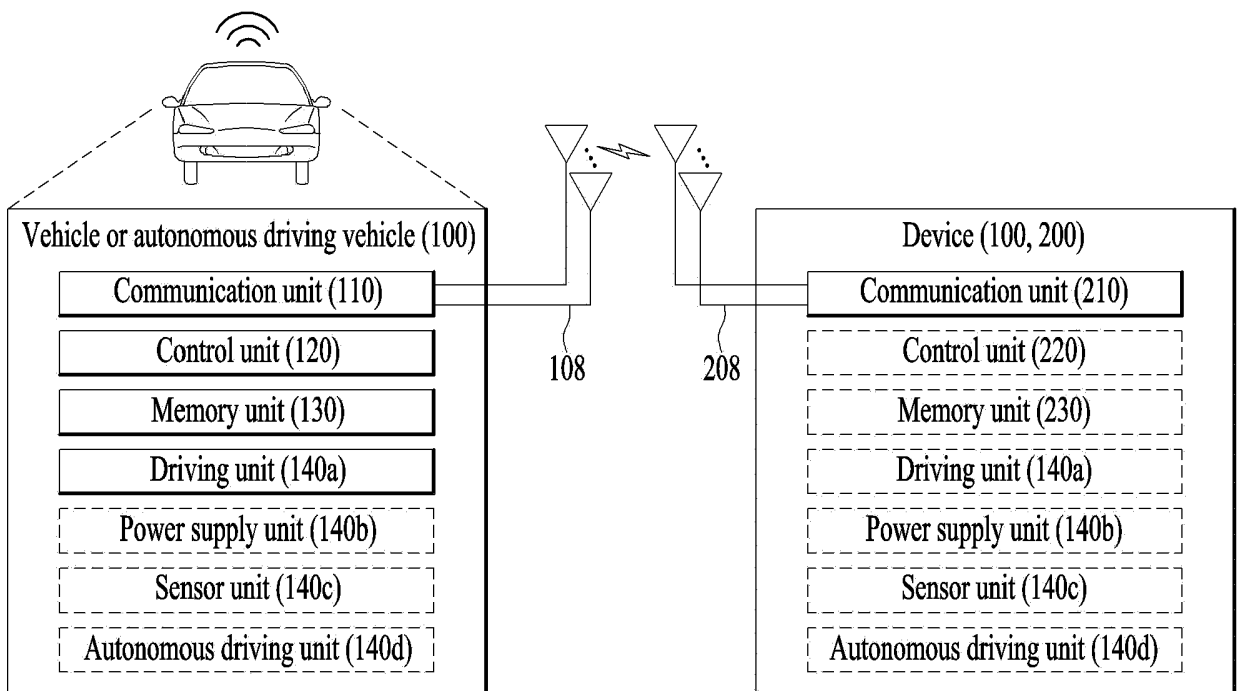 Vehicle or autonomous driving vehicle (100)
Communication unit (110)
Control unit (120)
Memory unit (130)
Driving unit (140a)
Power supply unit (140b)
Sensor unit (140c)
Autonomous driving unit (140d)
108
208
Device (100, 200)
Communication unit (210)
Control unit (220)
Memory unit (230)
Driving unit (140a)
Power supply unit (140b)
Sensor unit (140c)
Autonomous driving unit (140d)